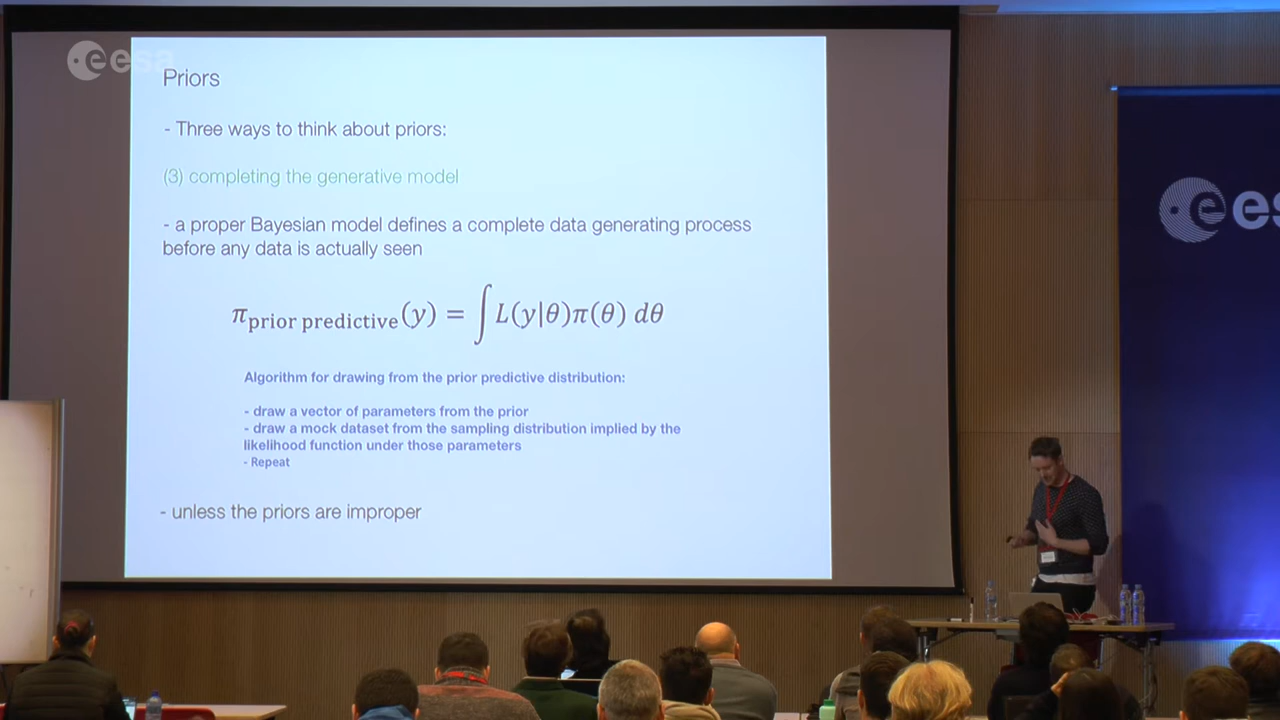 esa
Priors
- Three ways to think about priors:
(3) completing the generative model
- a proper Bayesian model defines a complete data generating process
before any data is actually seen
π_prior predictive(y) = ∫ L(y|θ)π(θ) dθ
Algorithm for drawing from the prior predictive distribution:
- draw a vector of parameters from the prior
- draw a mock dataset from the sampling distribution implied by the
likelihood function under those parameters
- Repeat
- unless the priors are improper
es